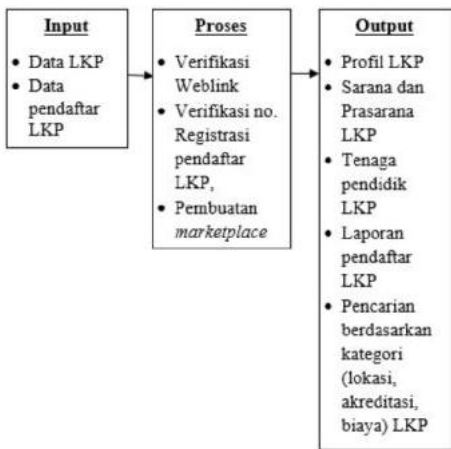 Input
• Data LKP
• Data
pendaftar
LKP
Proses
• Verifikasi
Weblink
• Verifikasi no.
Registrasi
pendaftar
LKP,
• Pembuatan
marketplace
Output
• Profil LKP
• Sarana dan
Prasarana
LKP
• Tenaga
pendidik
LKP
• Laporan
pendaftar
LKP
• Pencarian
berdasarkan
kategori
(lokasi,
akreditasi,
biaya) LKP